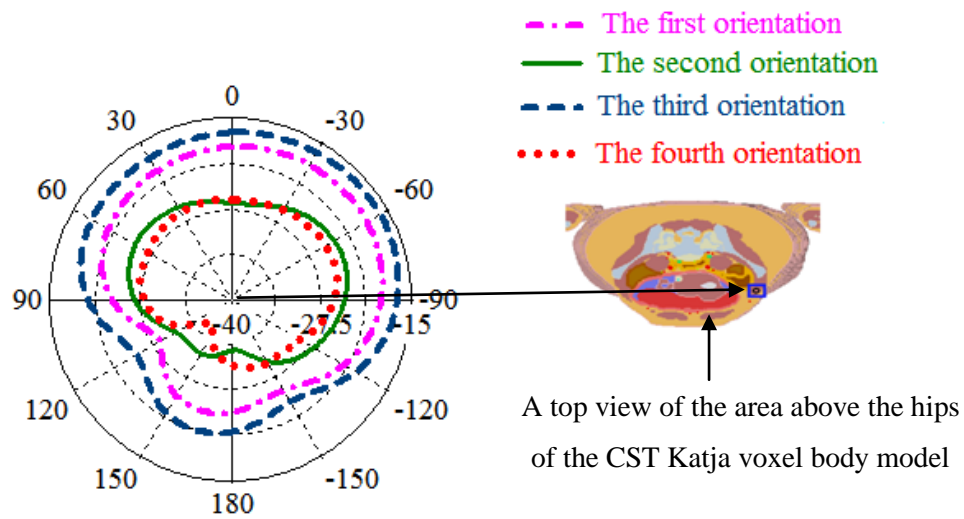 The first orientation
The second orientation
The third orientation
The fourth orientation
0
30
-30
60
-60
90
-90
-40
-27.5
-15
120
-120
150
-150
180
A top view of the area above the hips
of the CST Katja voxel body model